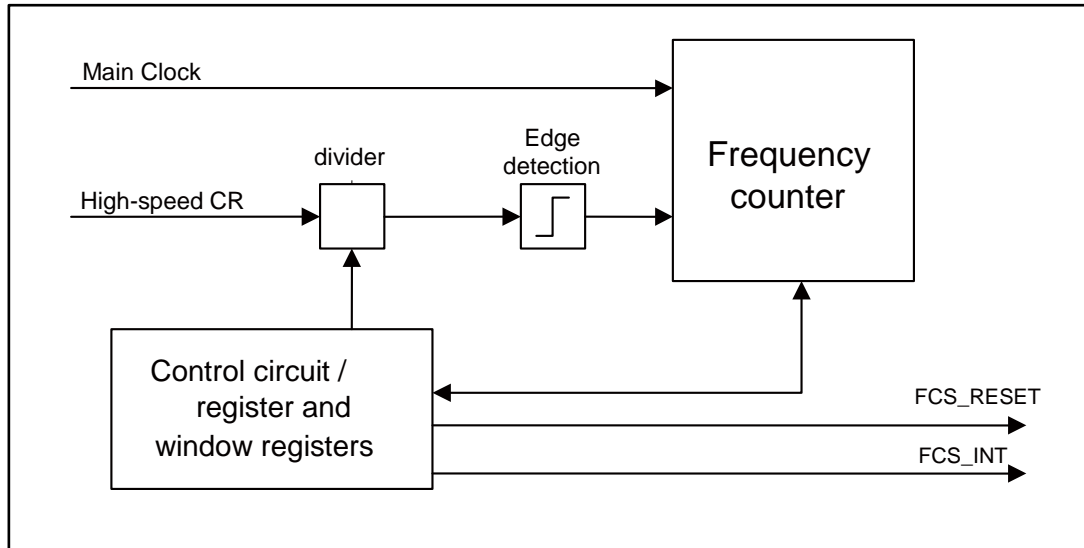 Main Clock
Edge
detection
divider
High-speed CR
Frequency
counter
Control circuit /
register and
window registers
FCS_RESET
FCS_INT